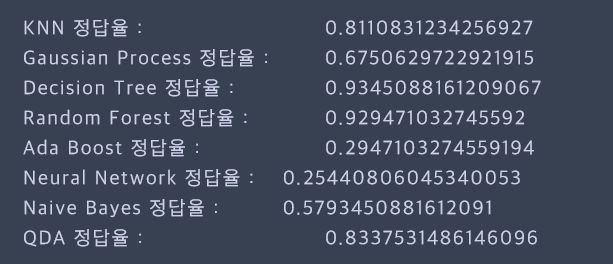 KNN 정답율 : 0.8110831234256927
Gaussian Process 정답율 : 0.6750629722921915
Decision Tree 정답율 : 0.9345088161209067
Random Forest 정답율 : 0.929471032745592
Ada Boost 정답율 : 0.2947103274559194
Neural Network 정답율 : 0.25440806045340053
Naive Bayes 정답율 : 0.5793450881612091
QDA 정답율 : 0.8337531486146096